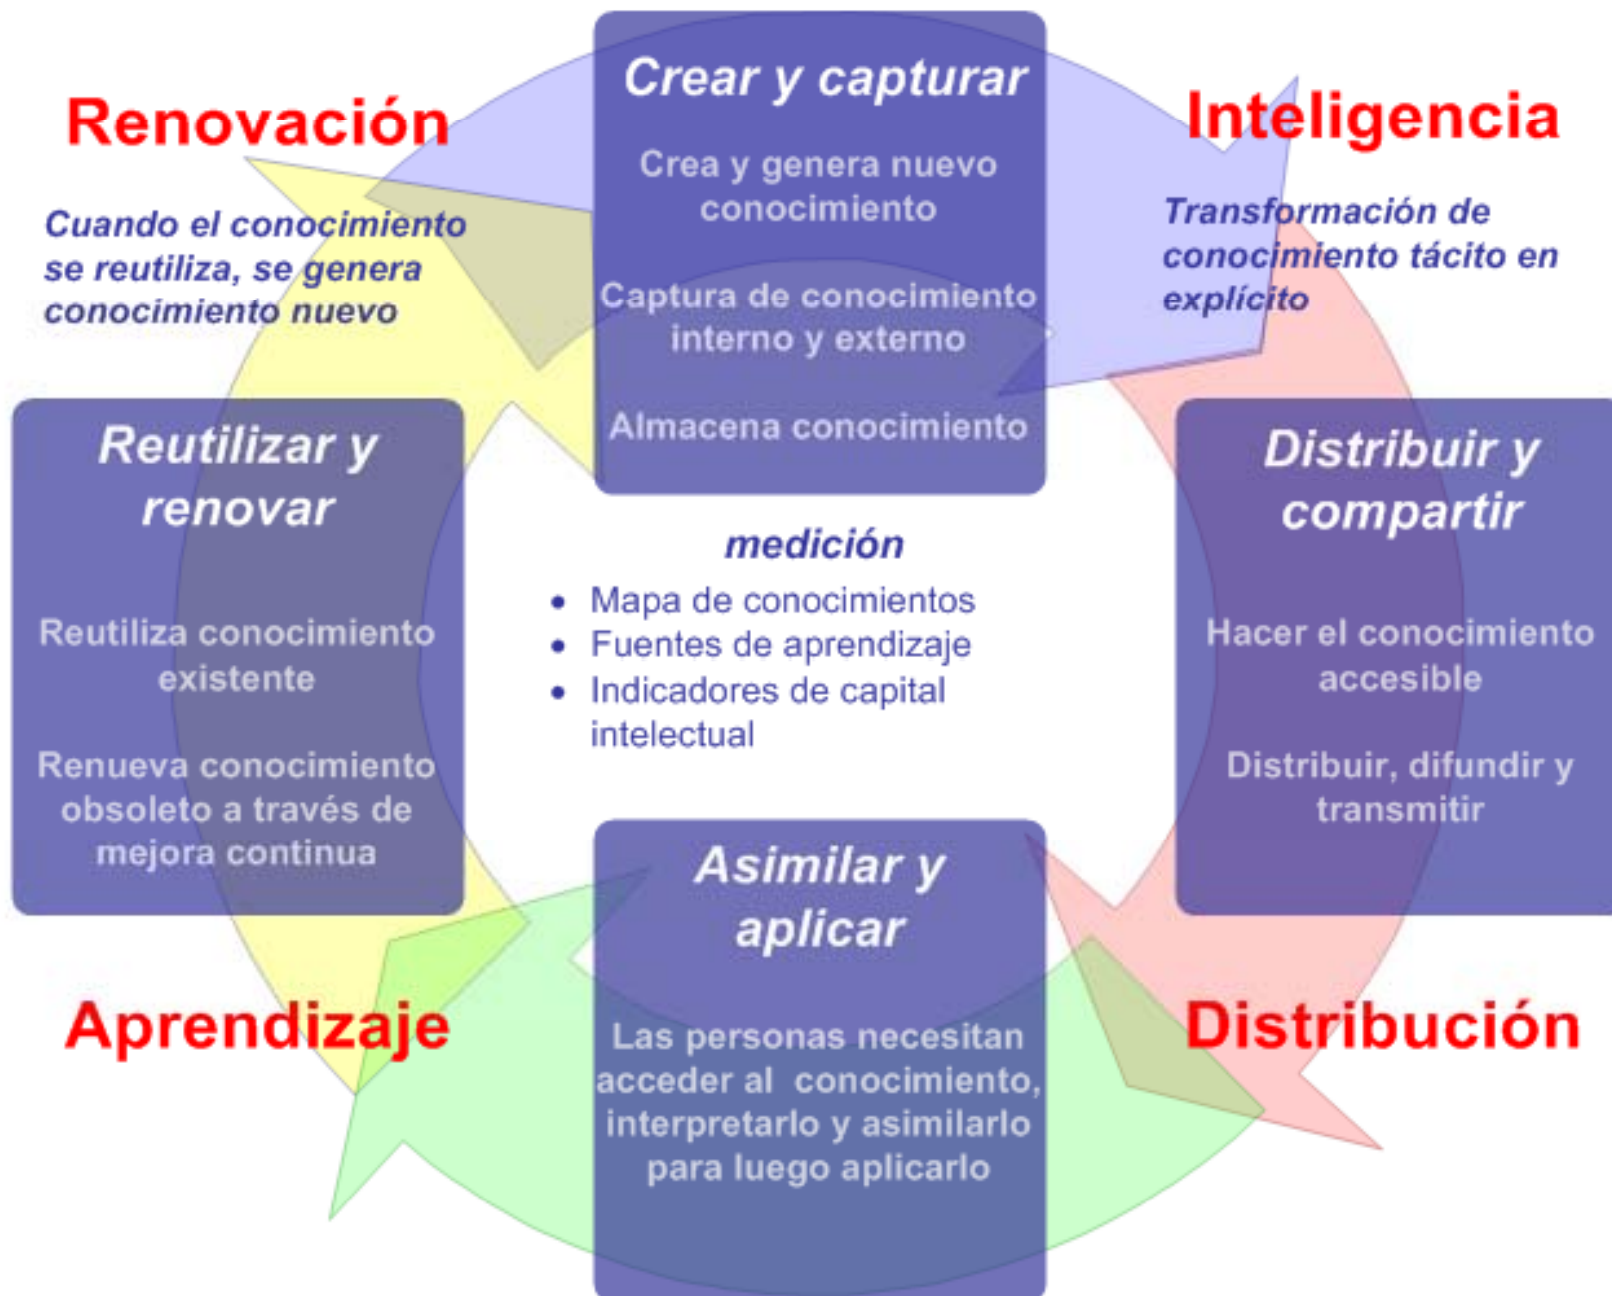 Crear y capturar
Crea y genera nuevo
conocimiento
Captura de conocimiento
interno y externo
Almacena conocimiento
Renovación
Cuando el conocimiento
se reutiliza, se genera
conocimiento nuevo
Inteligencia
Transformación de
conocimiento tácito en
explícito
Reutilizar y
renovar
Reutiliza conocimiento
existente
Renueva conocimiento
obsoleto a través de
mejora continua
medición
• Mapa de conocimientos
• Fuentes de aprendizaje
• Indicadores de capital
intelectual
Distribuir y
compartir
Hacer el conocimiento
accesible
Distribuir, difundir y
transmitir
Asimilar y
aplicar
Las personas necesitan
acceder al conocimiento,
interpretarlo y asimilarlo
para luego aplicarlo
Aprendizaje
Distribución